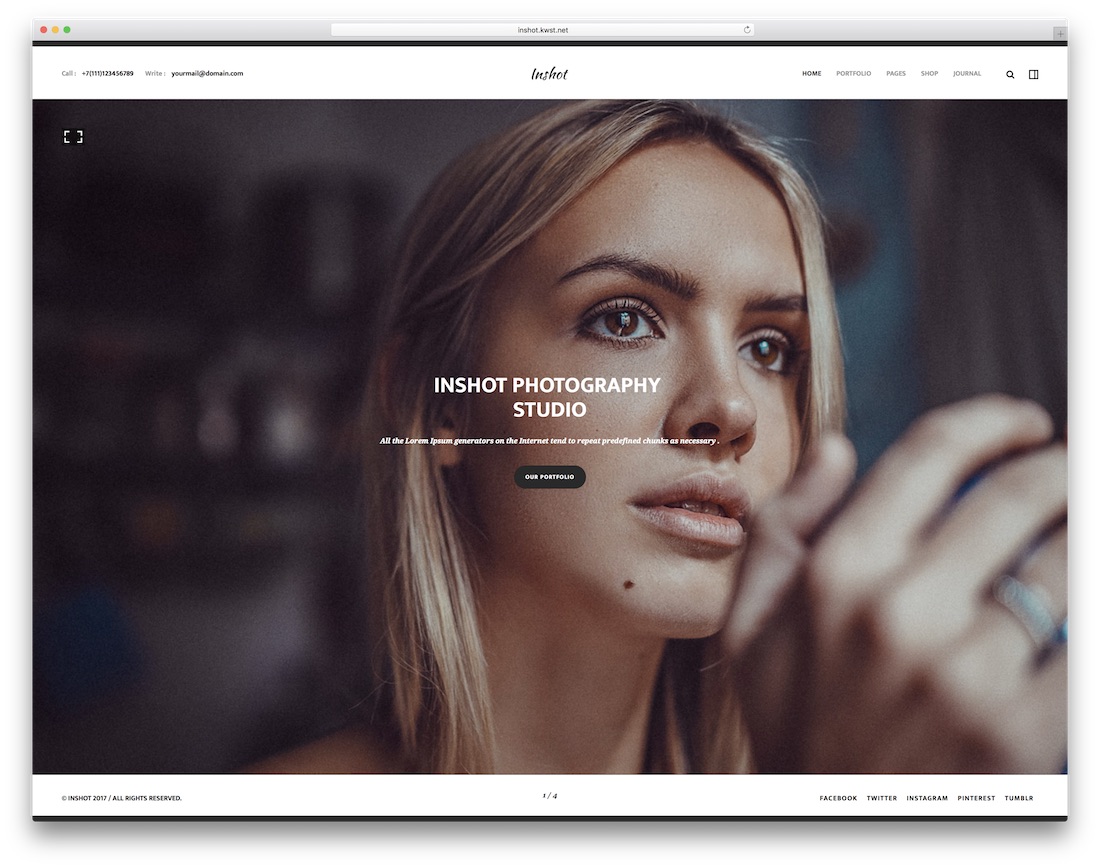 inshot.kwst.net
Call : +7(111)123456789 Write : yourmail@domain.com
Inshot
HOME PORTFOLIO PAGES SHOP JOURNAL
INSHOT PHOTOGRAPHY
STUDIO
All the Lorem Ipsum generators on the Internet tend to repeat predefined chunks as necessary .
OUR PORTFOLIO
© INSHOT 2017 / ALL RIGHTS RESERVED.
1 / 4
FACEBOOK TWITTER INSTAGRAM PINTEREST TUMBLR